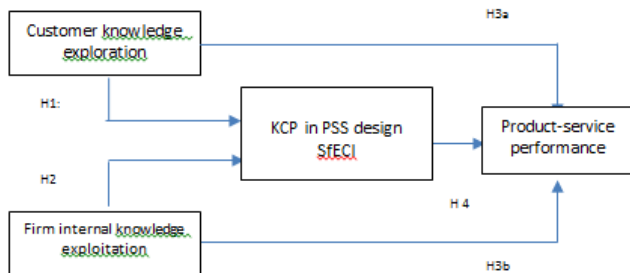 H3a
Customer knowledge
exploration
H1:
KCP in PSS design
SfECI
Product-service
performance
H2
H 4
Firm internal knowledge
exploitation
H3b